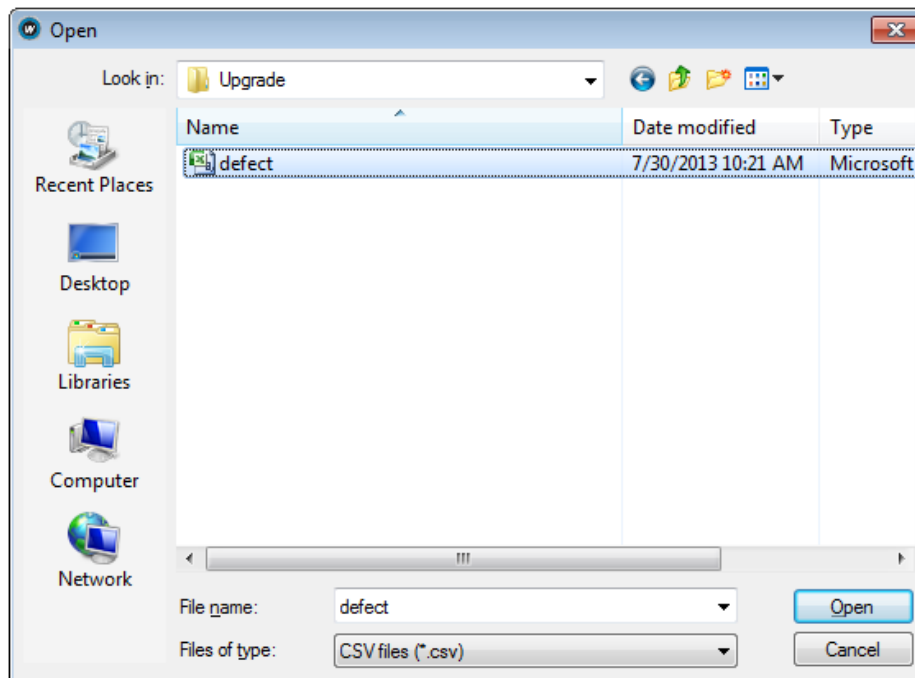 Open
Look in: Upgrade
Name Date modified Type
defect 7/30/2013 10:21 AM Microsoft
Recent Places
Desktop
Libraries
Computer
Network
File name: defect Open
Files of type: CSV files (*.csv) Cancel